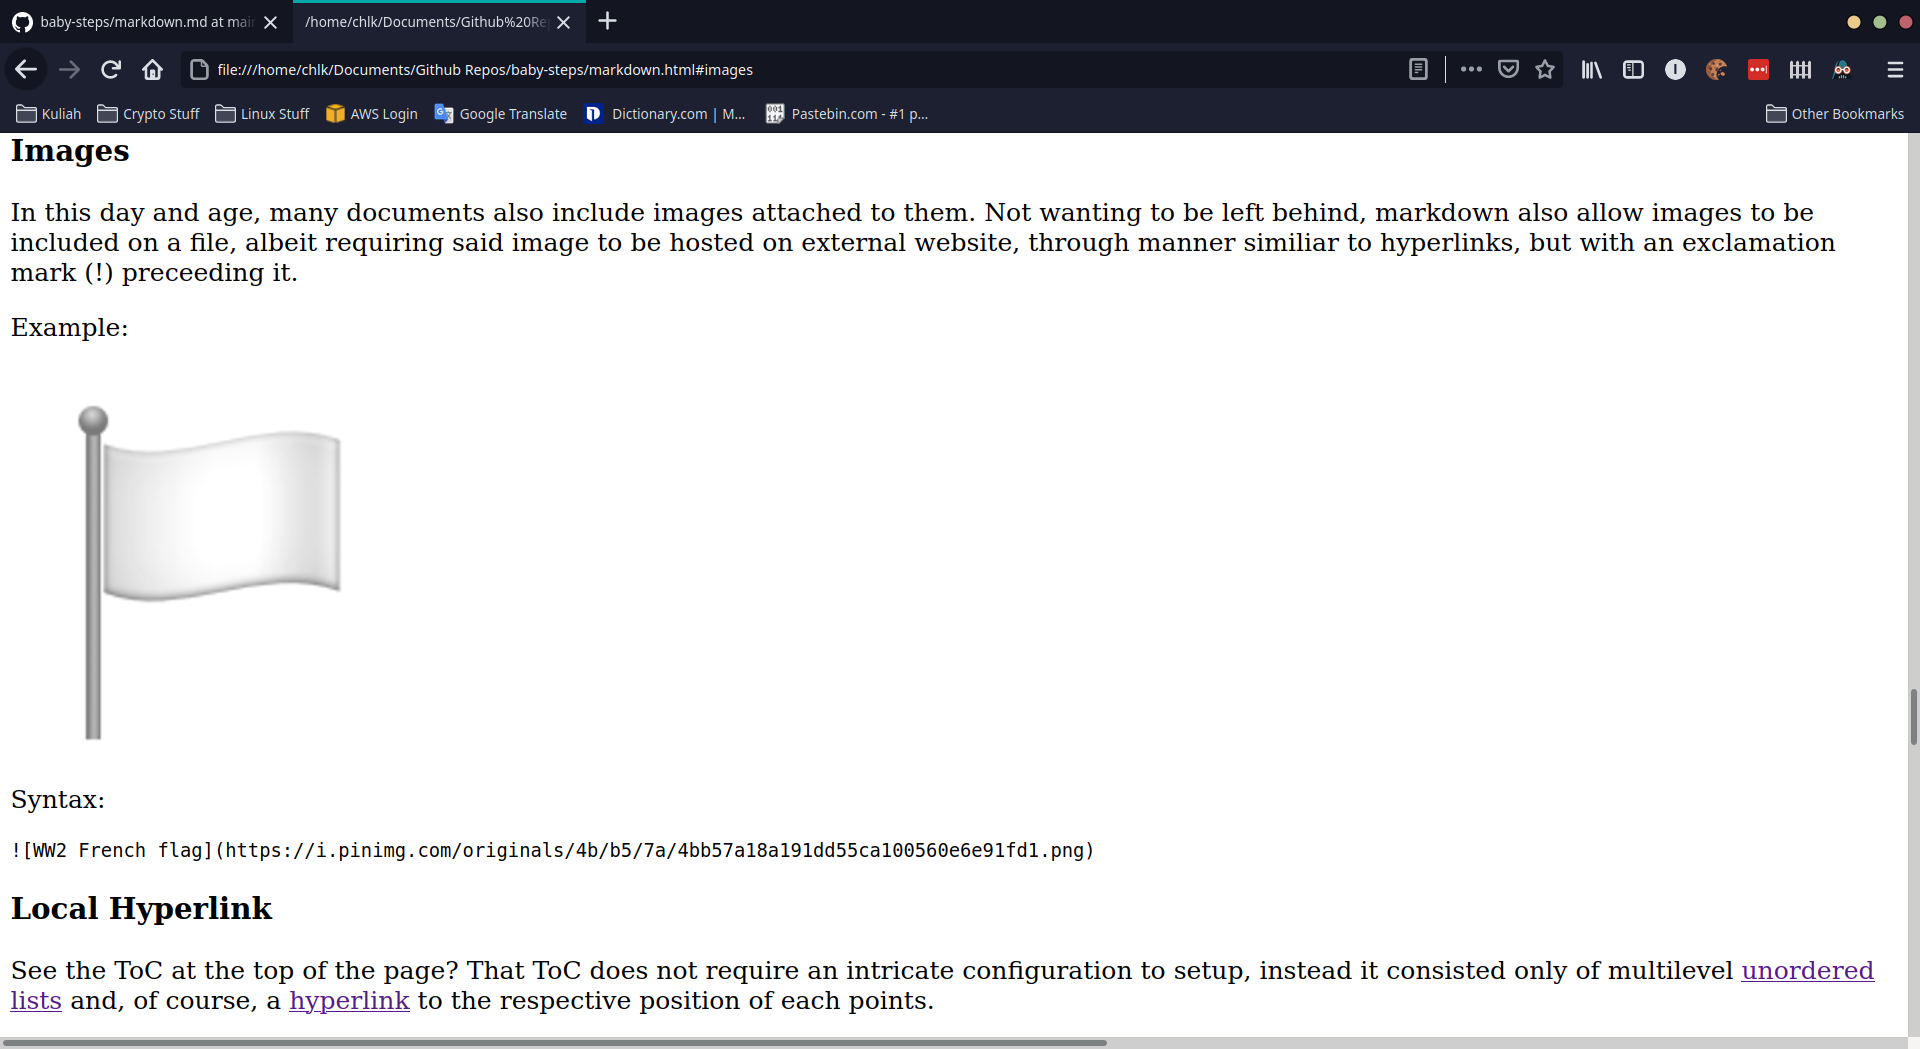 baby-steps/markdown.md at mai
/home/chlk/Documents/Github%20Re
file:///home/chlk/Documents/Github Repos/baby-steps/markdown.html#images
Kuliah
Crypto Stuff
Linux Stuff
AWS Login
Google Translate
Dictionary.com | M...
Pastebin.com - #1 p...
Other Bookmarks
Images
In this day and age, many documents also include images attached to them. Not wanting to be left behind, markdown also allow images to be
included on a file, albeit requiring said image to be hosted on external website, through manner similiar to hyperlinks, but with an exclamation
mark (!) preceeding it.
Example:
Syntax:
![WW2 French flag](https://i.pinimg.com/originals/4b/b5/7a/4bb57a18a191dd55ca100560e6e91fd1.png)
Local Hyperlink
See the ToC at the top of the page? That ToC does not require an intricate configuration to setup, instead it consisted only of multilevel unordered
lists and, of course, a hyperlink to the respective position of each points.